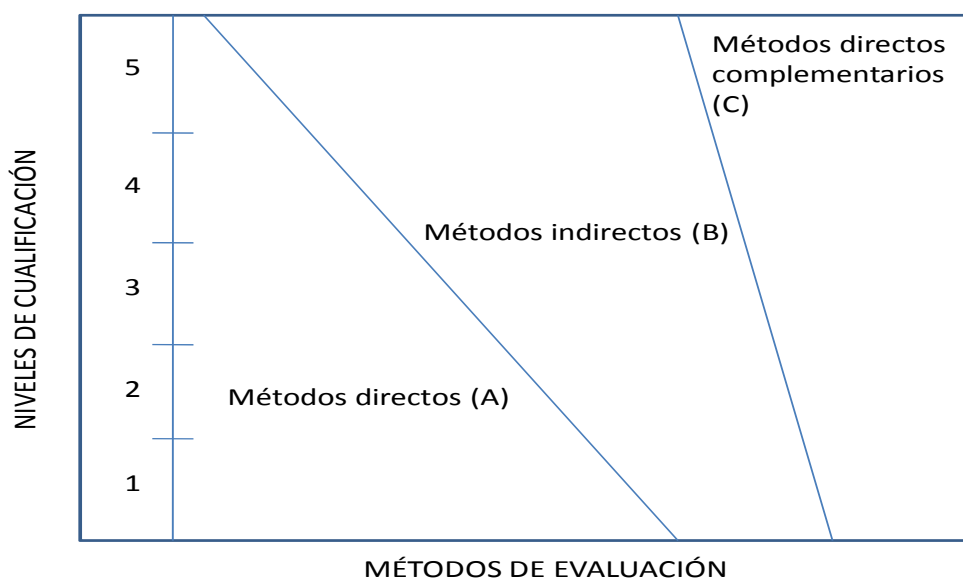 NIVELES DE CUALIFICACIÓN
5
4
3
2
1
Métodos directos (A)
Métodos indirectos (B)
Métodos directos
complementarios
(C)
MÉTODOS DE EVALUACIÓN